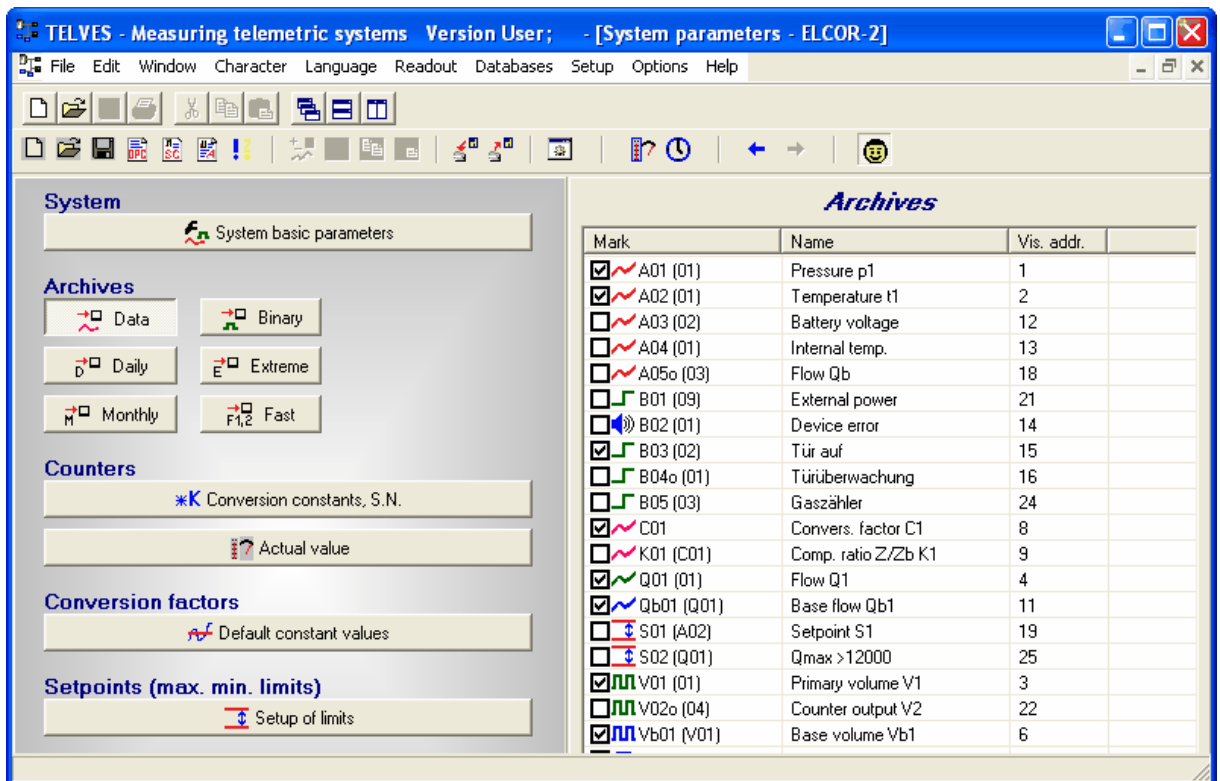 TELVES - Measuring telemetric systems Version User; - [System parameters - ELCOR-2]
File Edit Window Character Language Readout Databases Setup Options Help
System
System basic parameters
Archives
Data Binary
Daily Extreme
Monthly Fast
Counters
Conversion constants, S.N.
Actual value
Conversion factors
Default constant values
Setpoints (max. min. limits)
Setup of limits
Archives
Mark Name Vis. addr.
A01 (01) Pressure p1 1
A02 (01) Temperature t1 2
A03 (02) Battery voltage 12
A04 (01) Internal temp. 13
A05o (03) Flow Qb 18
B01 (09) External power 21
B02 (01) Device error 14
B03 (02) Tür auf 15
B04o (01) Türüberwachung 16
B05 (03) Gaszähler 24
C01 Convers. factor C1 8
K01 (C01) Comp. ratio Z/Zb K1 9
Q01 (01) Flow Q1 4
Qb01 (Q01) Base flow Qb1 11
S01 (A02) Setpoint S1 19
S02 (Q01) Qmax >12000 25
V01 (01) Primary volume V1 3
V02o (04) Counter output V2 22
Vb01 (V01) Base volume Vb1 6